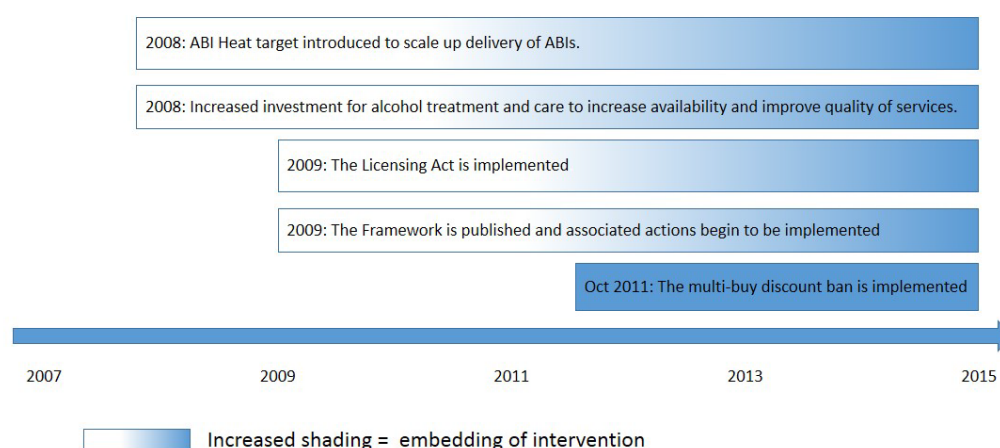 2008: ABI Heat target introduced to scale up delivery of ABIs.
2008: Increased investment for alcohol treatment and care to increase availability and improve quality of services.
2009: The Licensing Act is implemented
2009: The Framework is published and associated actions begin to be implemented
Oct 2011: The multi-buy discount ban is implemented
2007 2009 2011 2013 2015
Increased shading = embedding of intervention